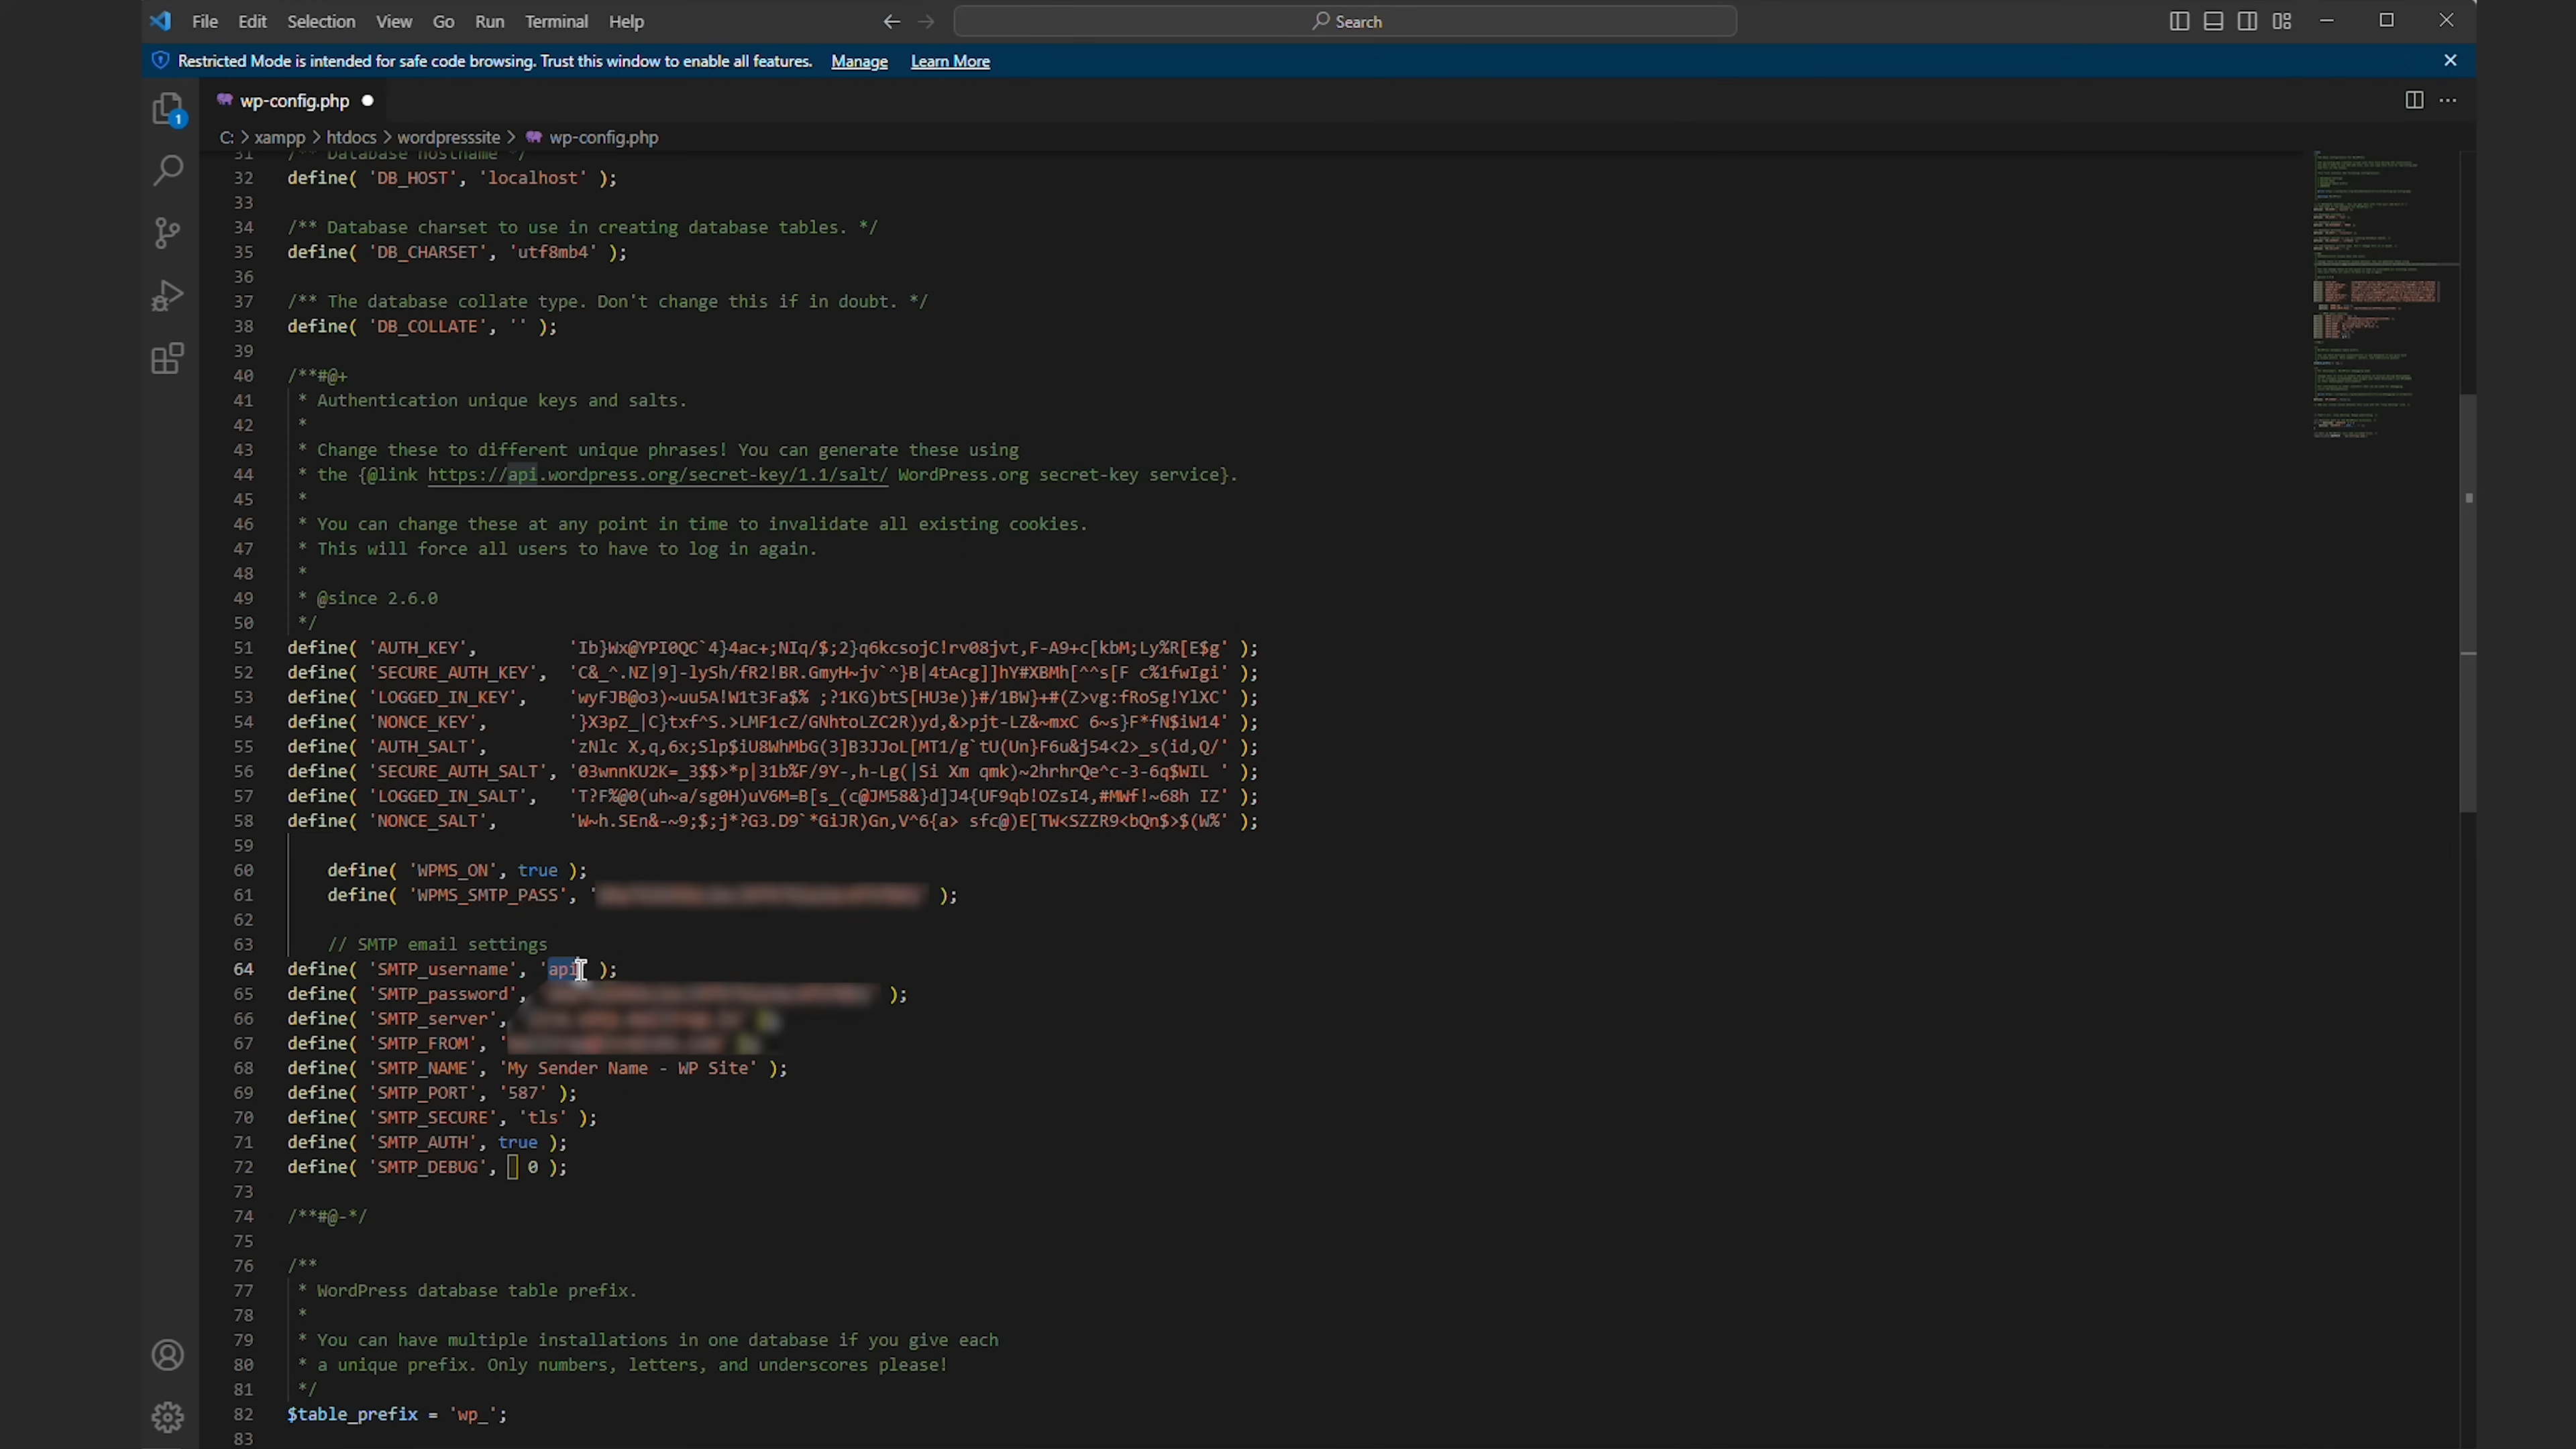 File Edit Selection View Go Run Terminal Help
Search
Restricted Mode is intended for safe code browsing. Trust this window to enable all features. Manage Learn More
1
wp-config.php
C: > xampp > htdocs > wordpresssite > wp-config.php
31 /** Database hostname */
32 define( 'DB_HOST', 'localhost' );
33
34 /** Database charset to use in creating database tables. */
35 define( 'DB_CHARSET', 'utf8mb4' );
36
37 /** The database collate type. Don't change this if in doubt. */
38 define( 'DB_COLLATE', '' );
39
40 /**#@+
41 * Authentication unique keys and salts.
42 *
43 * Change these to different unique phrases! You can generate these using
44 * the {@link https://api.wordpress.org/secret-key/1.1/salt/ WordPress.org secret-key service}.
45 *
46 * You can change these at any point in time to invalidate all existing cookies.
47 * This will force all users to have to log in again.
48 *
49 * @since 2.6.0
50 */
51 define( 'AUTH_KEY', 'Ib}Wx@YPI0QC`4}4ac+;NIq/$;2}q6kcsojC!rv08jvt,F-A9+c[kbM;Ly%R[E$g' );
52 define( 'SECURE_AUTH_KEY', 'C&_^.NZ|9]-lySh/fR2!BR.GmyH~jv`^}B|4tAcg]]hY#XBMh[^^s[F c%1fwIgi' );
53 define( 'LOGGED_IN_KEY', 'wyFJB@o3)~uu5A!W1t3Fa$% ;?1KG)btS[HU3e)}#/1BW}+#(Z>vg:fRoSg!YlXC' );
54 define( 'NONCE_KEY', '}X3pZ_|C}txf^S.>LMF1cZ/GNhtoLZC2R)yd,&>pjt-LZ&~mxC 6~s}F*fN$iW14' );
55 define( 'AUTH_SALT', 'zNlc X,q,6x;Slp$iU8WhMbG(3]B3JJoL[MT1/g`tU(Un}F6u&j54<2>_s(id,Q/' );
56 define( 'SECURE_AUTH_SALT', '03wnnKU2K=_3$$>*p|31b%F/9Y-,h-Lg(|Si Xm qmk)~2hrhrQe^c-3-6q$WIL ' );
57 define( 'LOGGED_IN_SALT', 'T?F%@0(uh~a/sg0H)uV6M=B[s_(c@JM58&}d]J4{UF9qb!OZsI4,#MWf!~68h IZ' );
58 define( 'NONCE_SALT', 'W~h.SEn&-~9;$;j*?G3.D9`*GiJR)Gn,V^6{a> sfc@)E[TW<SZZR9<bQn$>$(W%' );
59
60 define( 'WPMS_ON', true );
61 define( 'WPMS_SMTP_PASS', ' );
62
63 // SMTP email settings
64 define( 'SMTP_username', 'api' );
65 define( 'SMTP_password', );
66 define( 'SMTP_server',
67 define( 'SMTP_FROM', '
68 define( 'SMTP_NAME', 'My Sender Name - WP Site' );
69 define( 'SMTP_PORT', '587' );
70 define( 'SMTP_SECURE', 'tls' );
71 define( 'SMTP_AUTH', true );
72 define( 'SMTP_DEBUG', 0 );
73
74 /**#@-*/
75
76 /**
77 * WordPress database table prefix.
78 *
79 * You can have multiple installations in one database if you give each
80 * a unique prefix. Only numbers, letters, and underscores please!
81 */
82 $table_prefix = 'wp_';
83